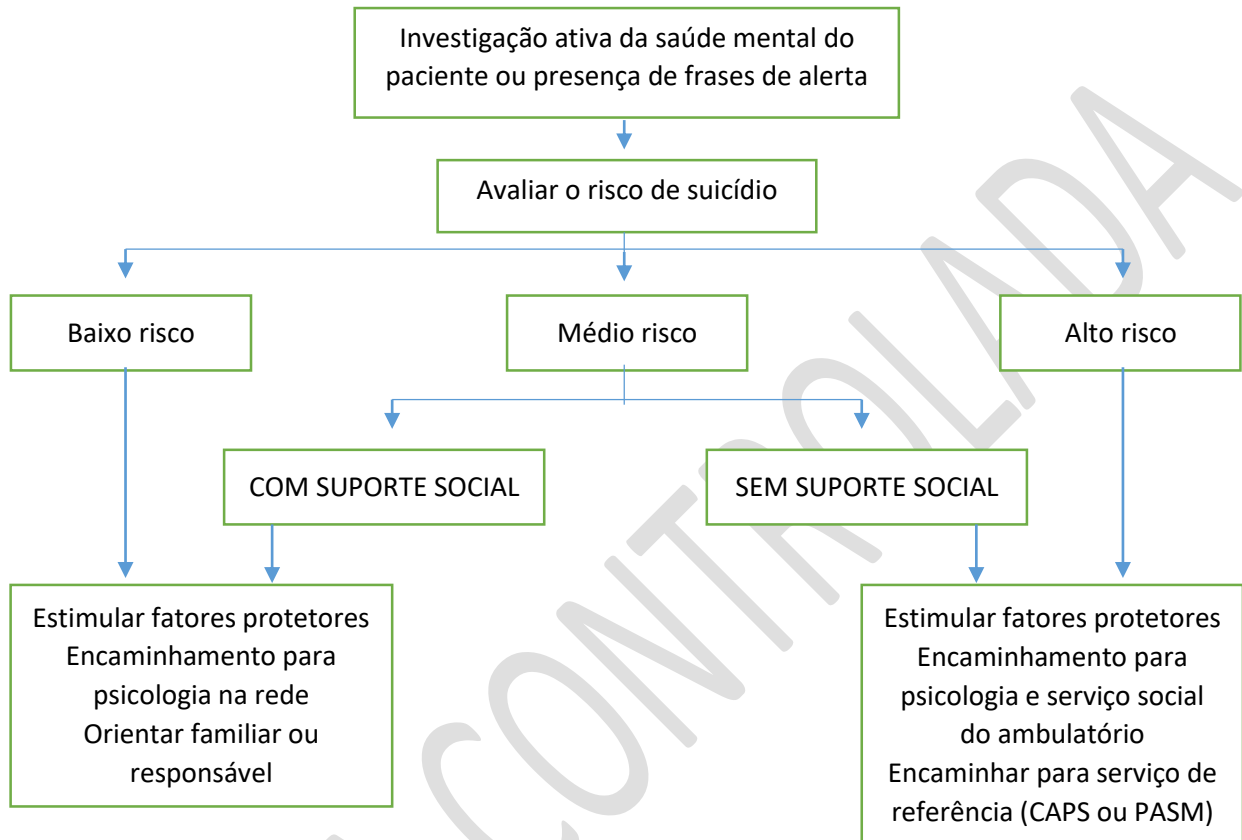 Investigação ativa da saúde mental do
paciente ou presença de frases de alerta
Avaliar o risco de suicídio
Baixo risco
Médio risco
Alto risco
COM SUPORTE SOCIAL
SEM SUPORTE SOCIAL
Estimular fatores protetores
Encaminhamento para
psicologia na rede
Orientar familiar ou
responsável
Estimular fatores protetores
Encaminhamento para
psicologia e serviço social
do ambulatório
Encaminhar para serviço de
referência (CAPS ou PASM)
CONTROLADA